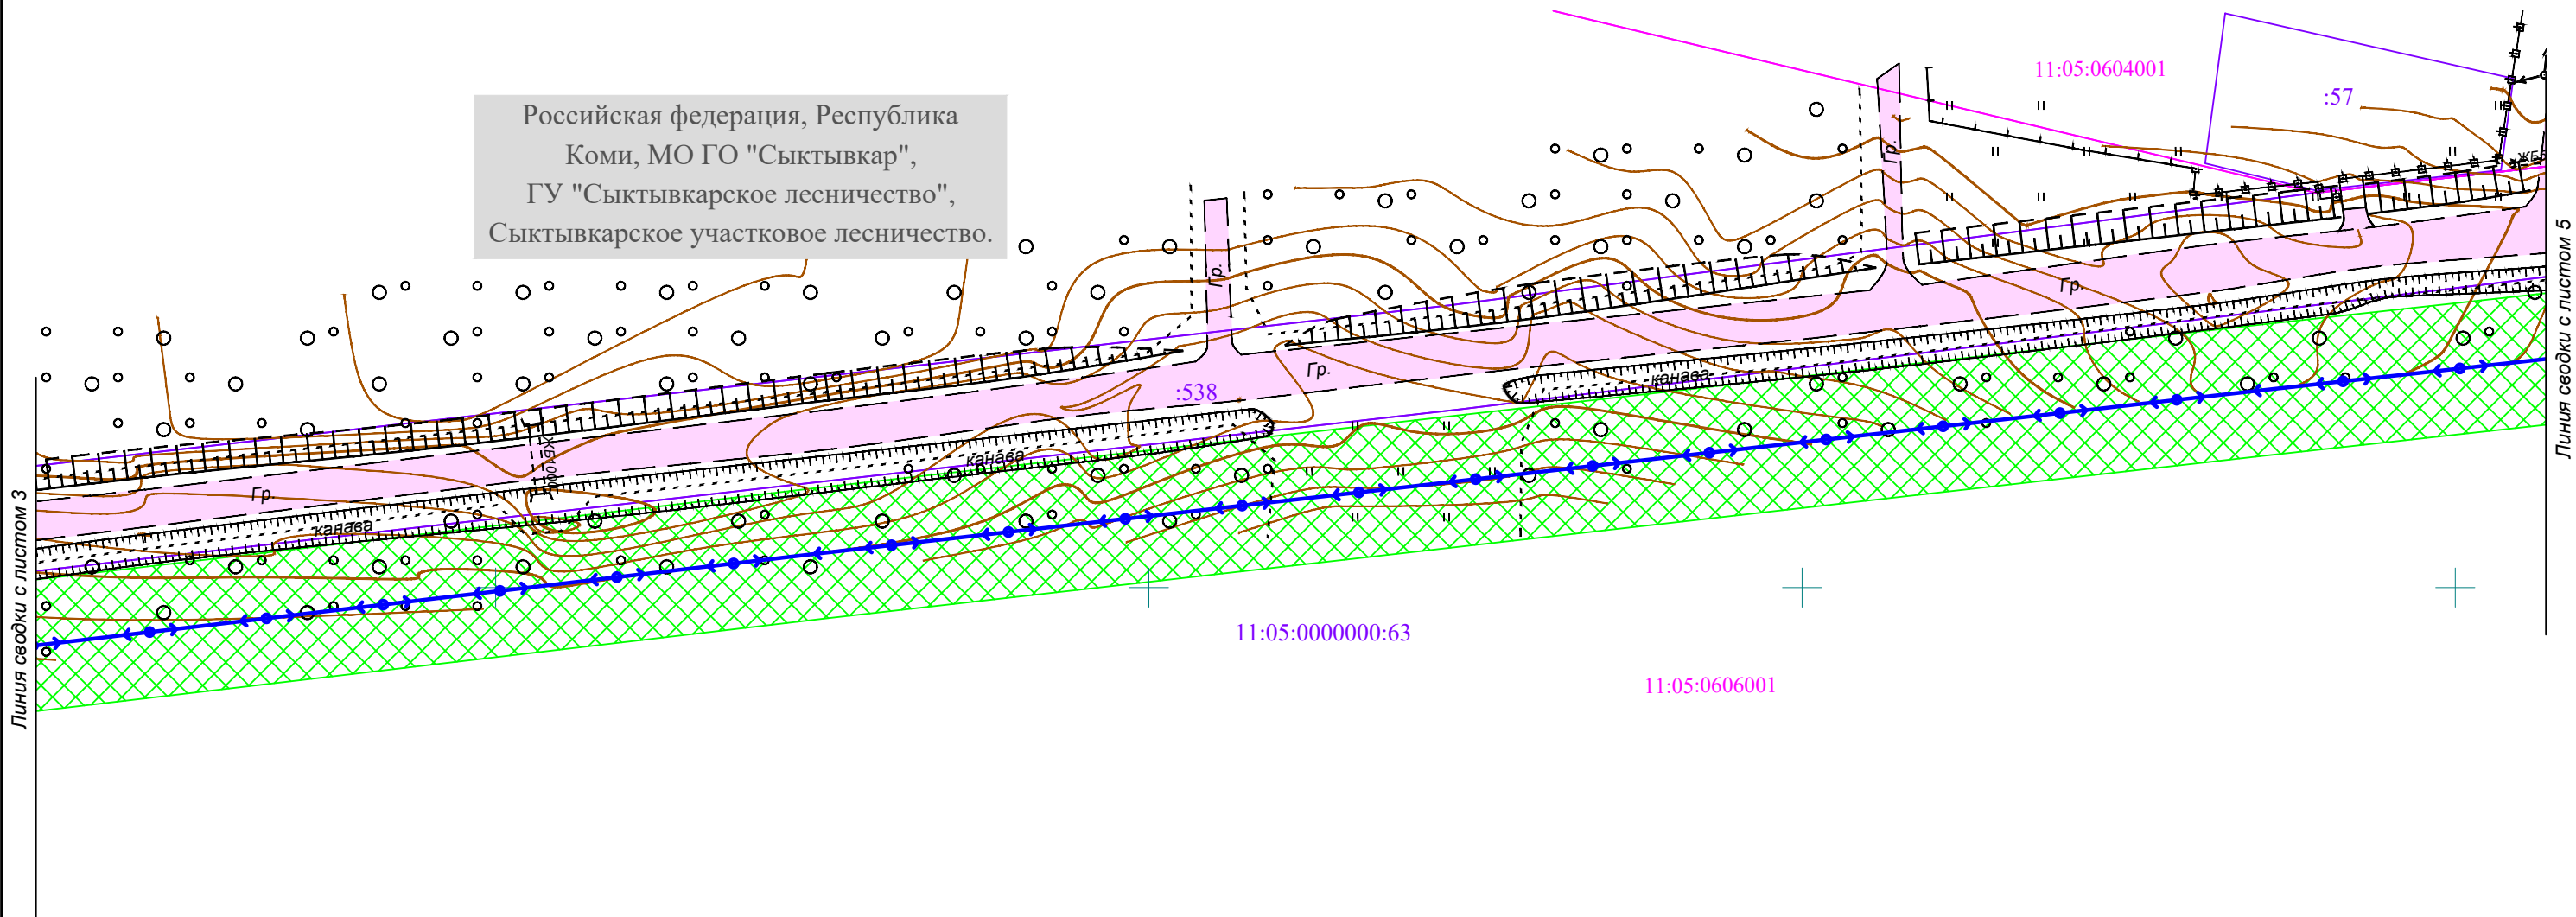 11:05:0604001
:57
Российская федерация, Республика
Коми, МО ГО "Сыктывкар",
ГУ "Сыктывкарское лесничество",
Сыктывкарское участковое лесничество.
Гр.
Гр.
Гр.
Гр.
:538
канава
канава
Гр.
канава
Линия сводки с листом 3
Линия сводки с листом 5
11:05:0000000:63
11:05:0606001